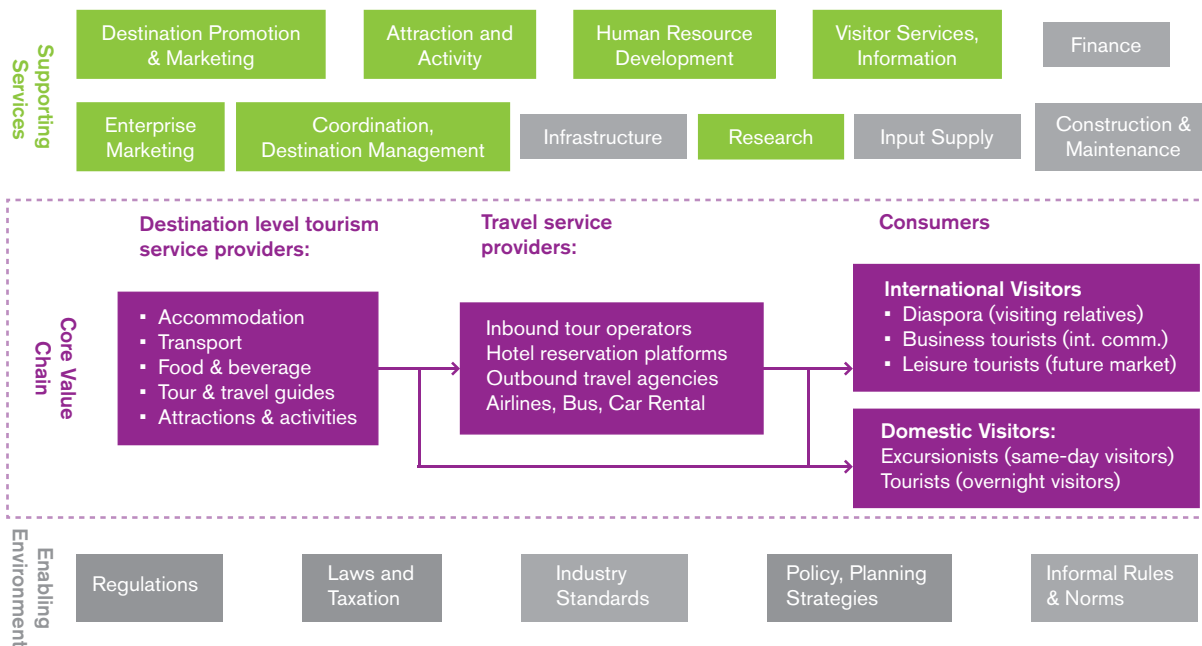 Supporting
Services
Destination Promotion
& Marketing
Attraction and
Activity
Human Resource
Development
Visitor Services,
Information
Finance
Enterprise
Marketing
Coordination,
Destination Management
Infrastructure
Research
Input Supply
Construction &
Maintenance
Core Value
Chain
Destination level tourism
service providers:
Travel service
providers:
Consumers
▪ Accommodation
▪ Transport
▪ Food & beverage
▪ Tour & travel guides
▪ Attractions & activities
Inbound tour operators
Hotel reservation platforms
Outbound travel agencies
Airlines, Bus, Car Rental
International Visitors
▪ Diaspora (visiting relatives)
▪ Business tourists (int. comm.)
▪ Leisure tourists (future market)
Domestic Visitors:
Excursionists (same-day visitors)
Tourists (overnight visitors)
Enabling
Environment
Regulations
Laws and
Taxation
Industry
Standards
Policy, Planning
Strategies
Informal Rules
& Norms